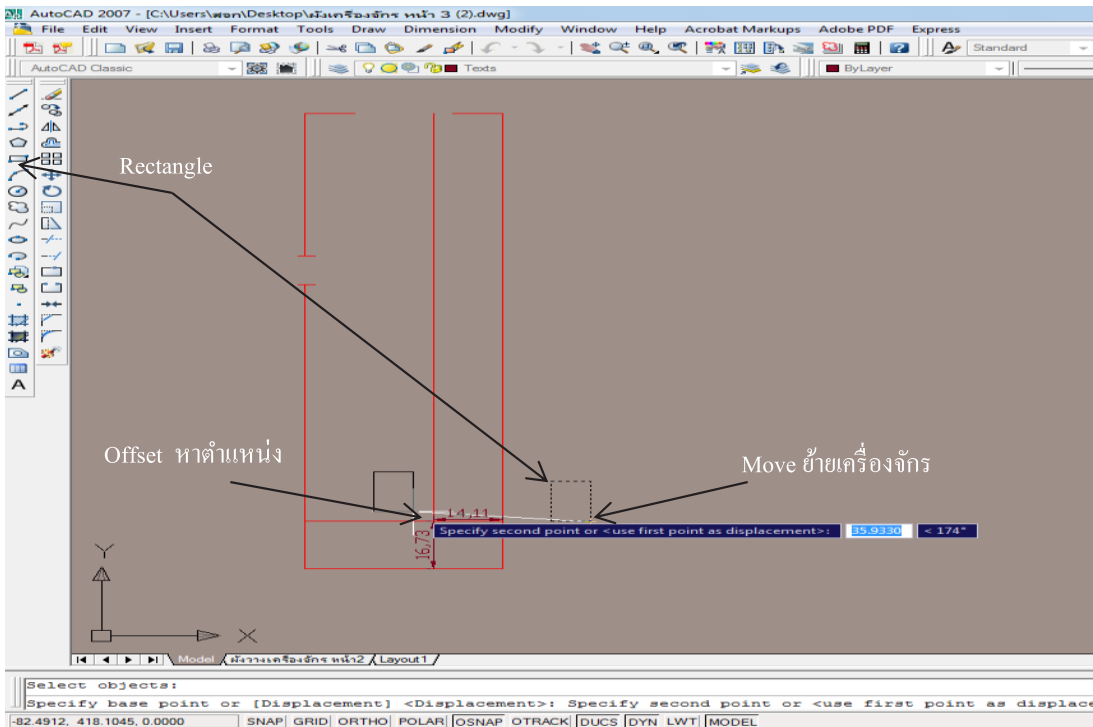 AutoCAD 2007 - [C:\Users\ศอก\Desktop\ผังเครื่องจักร หน้า 3 (2).dwg]
File Edit View Insert Format Tools Draw Dimension Modify Window Help Acrobat Markups Adobe PDF Express
Standard
AutoCAD Classic Texts ByLayer
A
Rectangle
Offset หาตำแหน่ง
Move ย้ายเครื่องจักร
14,11
Specify second point or <use first point as displacement>: 35.9330 < 174°
16,73
Y
X
Model ผังวางเครื่องจักร หน้า2 Layout1
Select objects:
Specify base point or [Displacement] <Displacement>: Specify second point or <use first point as displace
-82.4912, 418.1045, 0.0000 SNAP GRID ORTHO POLAR OSNAP OTRACK DUCS DYN LWT MODEL